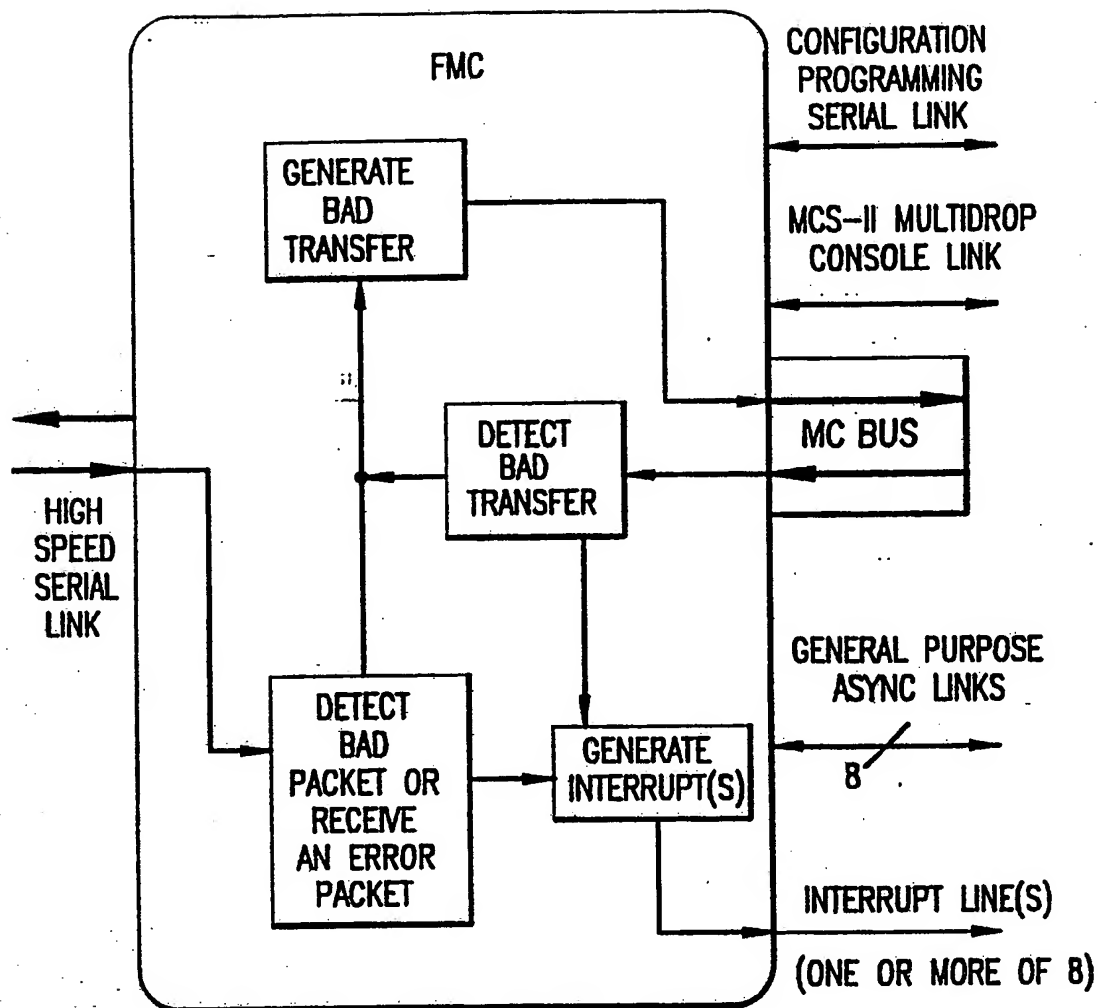 FMC
CONFIGURATION
PROGRAMMING
SERIAL LINK
GENERATE
BAD
TRANSFER
MCS-II MULTIDROP
CONSOLE LINK
DETECT
BAD
TRANSFER
MC BUS
HIGH
SPEED
SERIAL
LINK
DETECT
BAD
PACKET OR
RECEIVE
AN ERROR
PACKET
GENERATE
INTERRUPT(S)
GENERAL PURPOSE
ASYNC LINKS
8
INTERRUPT LINE(S)
(ONE OR MORE OF 8)